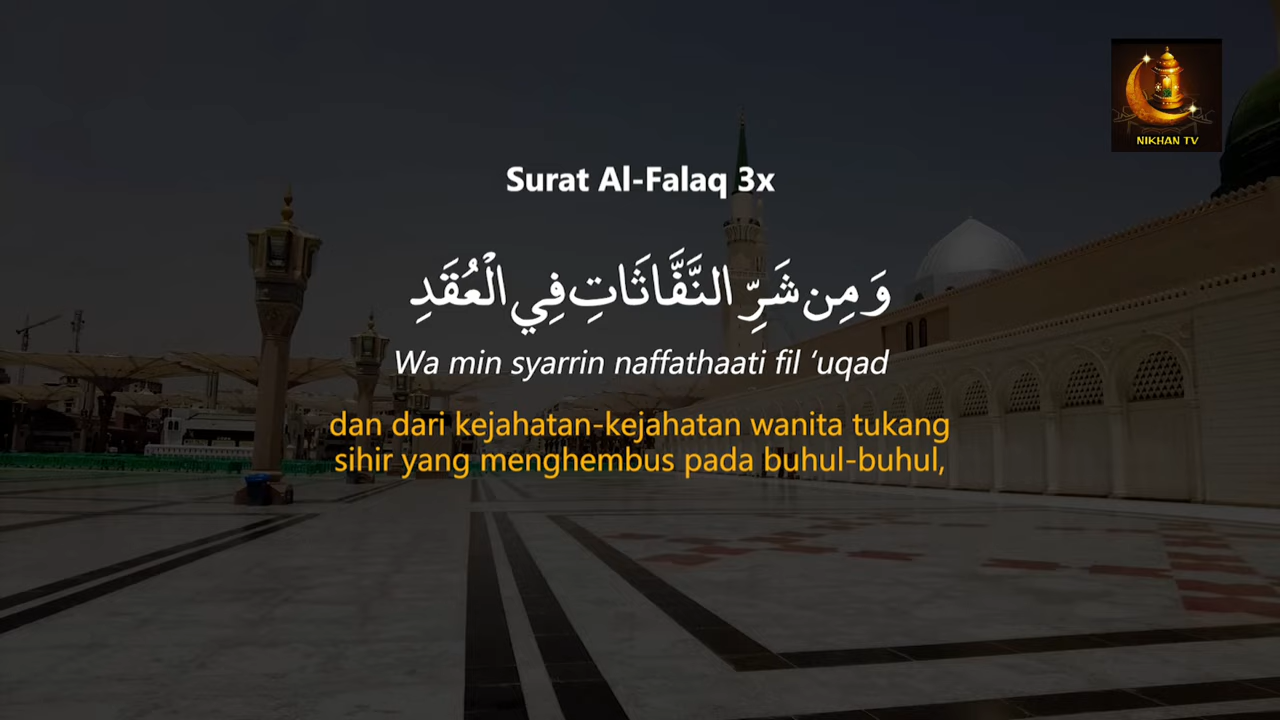 NIKHAN TV
Surat Al-Falaq 3x
وَمِن شَرِّ النَّفَّاثَاتِ فِي الْعُقَدِ
Wa min syarrin naffathaati fil ‘uqad
dan dari kejahatan-kejahatan wanita tukang
sihir yang menghembus pada buhul-buhul,